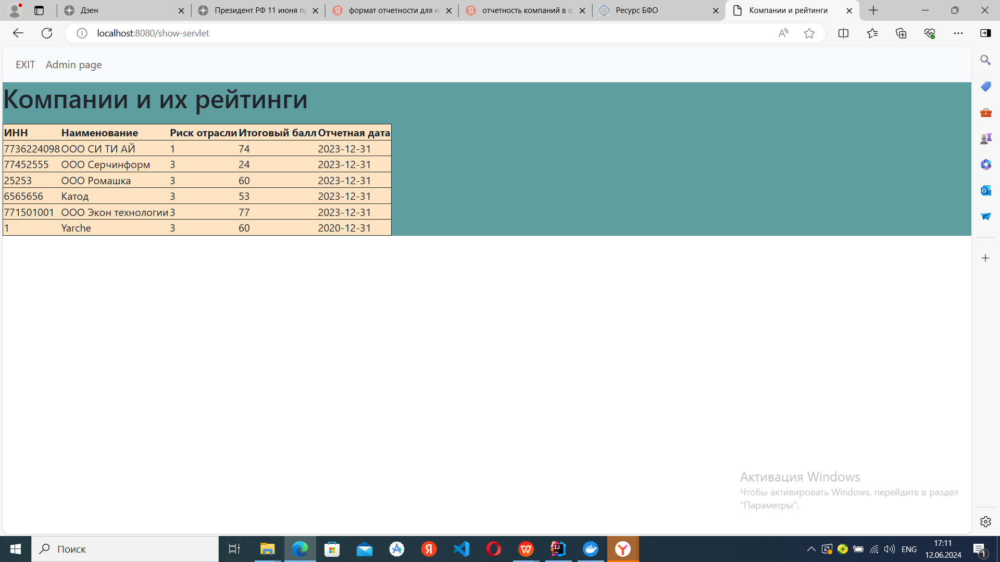 Дзен
Президент РФ 11 июня п
формат отчетности для н
отчетность компаний в о
Ресурс БФО
Компании и рейтинги
localhost:8080/show-servlet
EXIT Admin page
Компании и их рейтинги
ИНН Наименование Риск отрасли Итоговый балл Отчетная дата
7736224098 ООО СИ ТИ АЙ 1 74 2023-12-31
77452555 ООО Серчинформ 3 24 2023-12-31
25253 ООО Ромашка 3 60 2023-12-31
6565656 Катод 3 53 2023-12-31
771501001 ООО Экон технологии 3 77 2023-12-31
1 Yarche 3 60 2020-12-31
Активация Windows
Чтобы активировать Windows, перейдите в раздел
"Параметры".
Поиск
ENG
17:11
12.06.2024
1